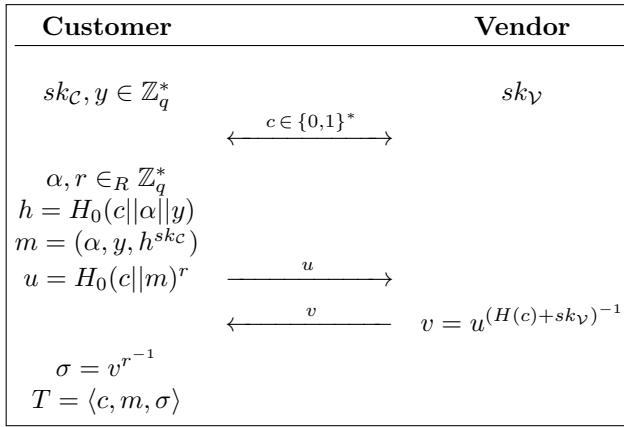 Customer Vendor
sk_𝒞, y ∈ ℤ_q^* sk_𝒱
c ∈ {0,1}^*
α, r ∈_R ℤ_q^*
h = H_0(c||α||y)
m = (α, y, h^{sk_𝒞})
u = H_0(c||m)^r u
v v = u^{(H(c)+sk_𝒱)^{-1}}
σ = v^{r^{-1}}
T = ⟨c, m, σ⟩